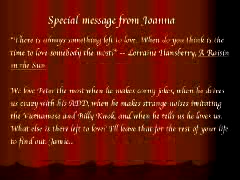 Special message from Joanna
"There is always something left to love. When do you think is the
time to love somebody the most?" -- Lorraine Hansberry, A Raisin
in the Sun
We love Peter the most when he makes corny jokes, when he drives
us crazy with his ADD, when he makes strange noises imitating
the Vietnamese and Billy Kwok, and when he tells us he loves us.
What else is there left to love? I'll leave that for the rest of your life
to find out, Jamie..